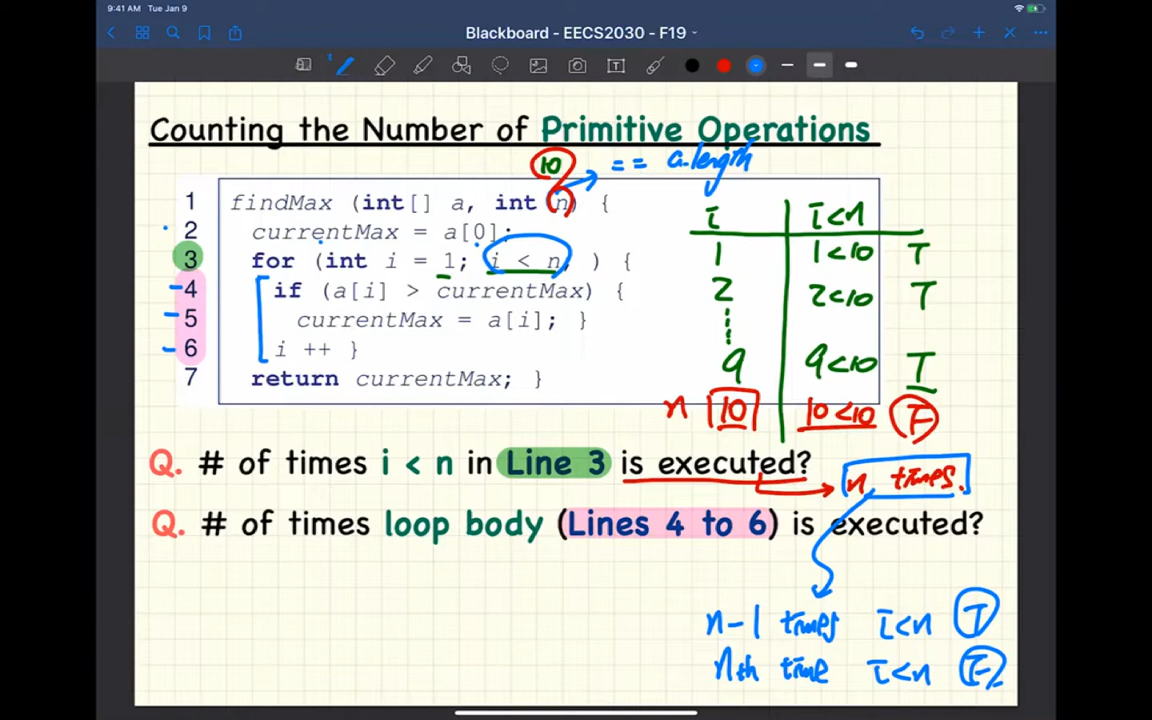 9:41 AM Tue Jan 9
Blackboard - EECS2030 - F19
Counting the Number of Primitive Operations
10 == a.length
1 findMax (int[] a, int n) {
2 currentMax = a[0];
3 for (int i = 1; i < n; ) {
4 if (a[i] > currentMax) {
5 currentMax = a[i]; }
6 i ++ }
7 return currentMax; }
i i<n
1 1<10 T
2 2<10 T
9 9<10 T
n 10 10<10 F
Q. # of times i < n in Line 3 is executed? n times.
Q. # of times loop body (Lines 4 to 6) is executed?
n-1 times i<n T
nth time i<n F